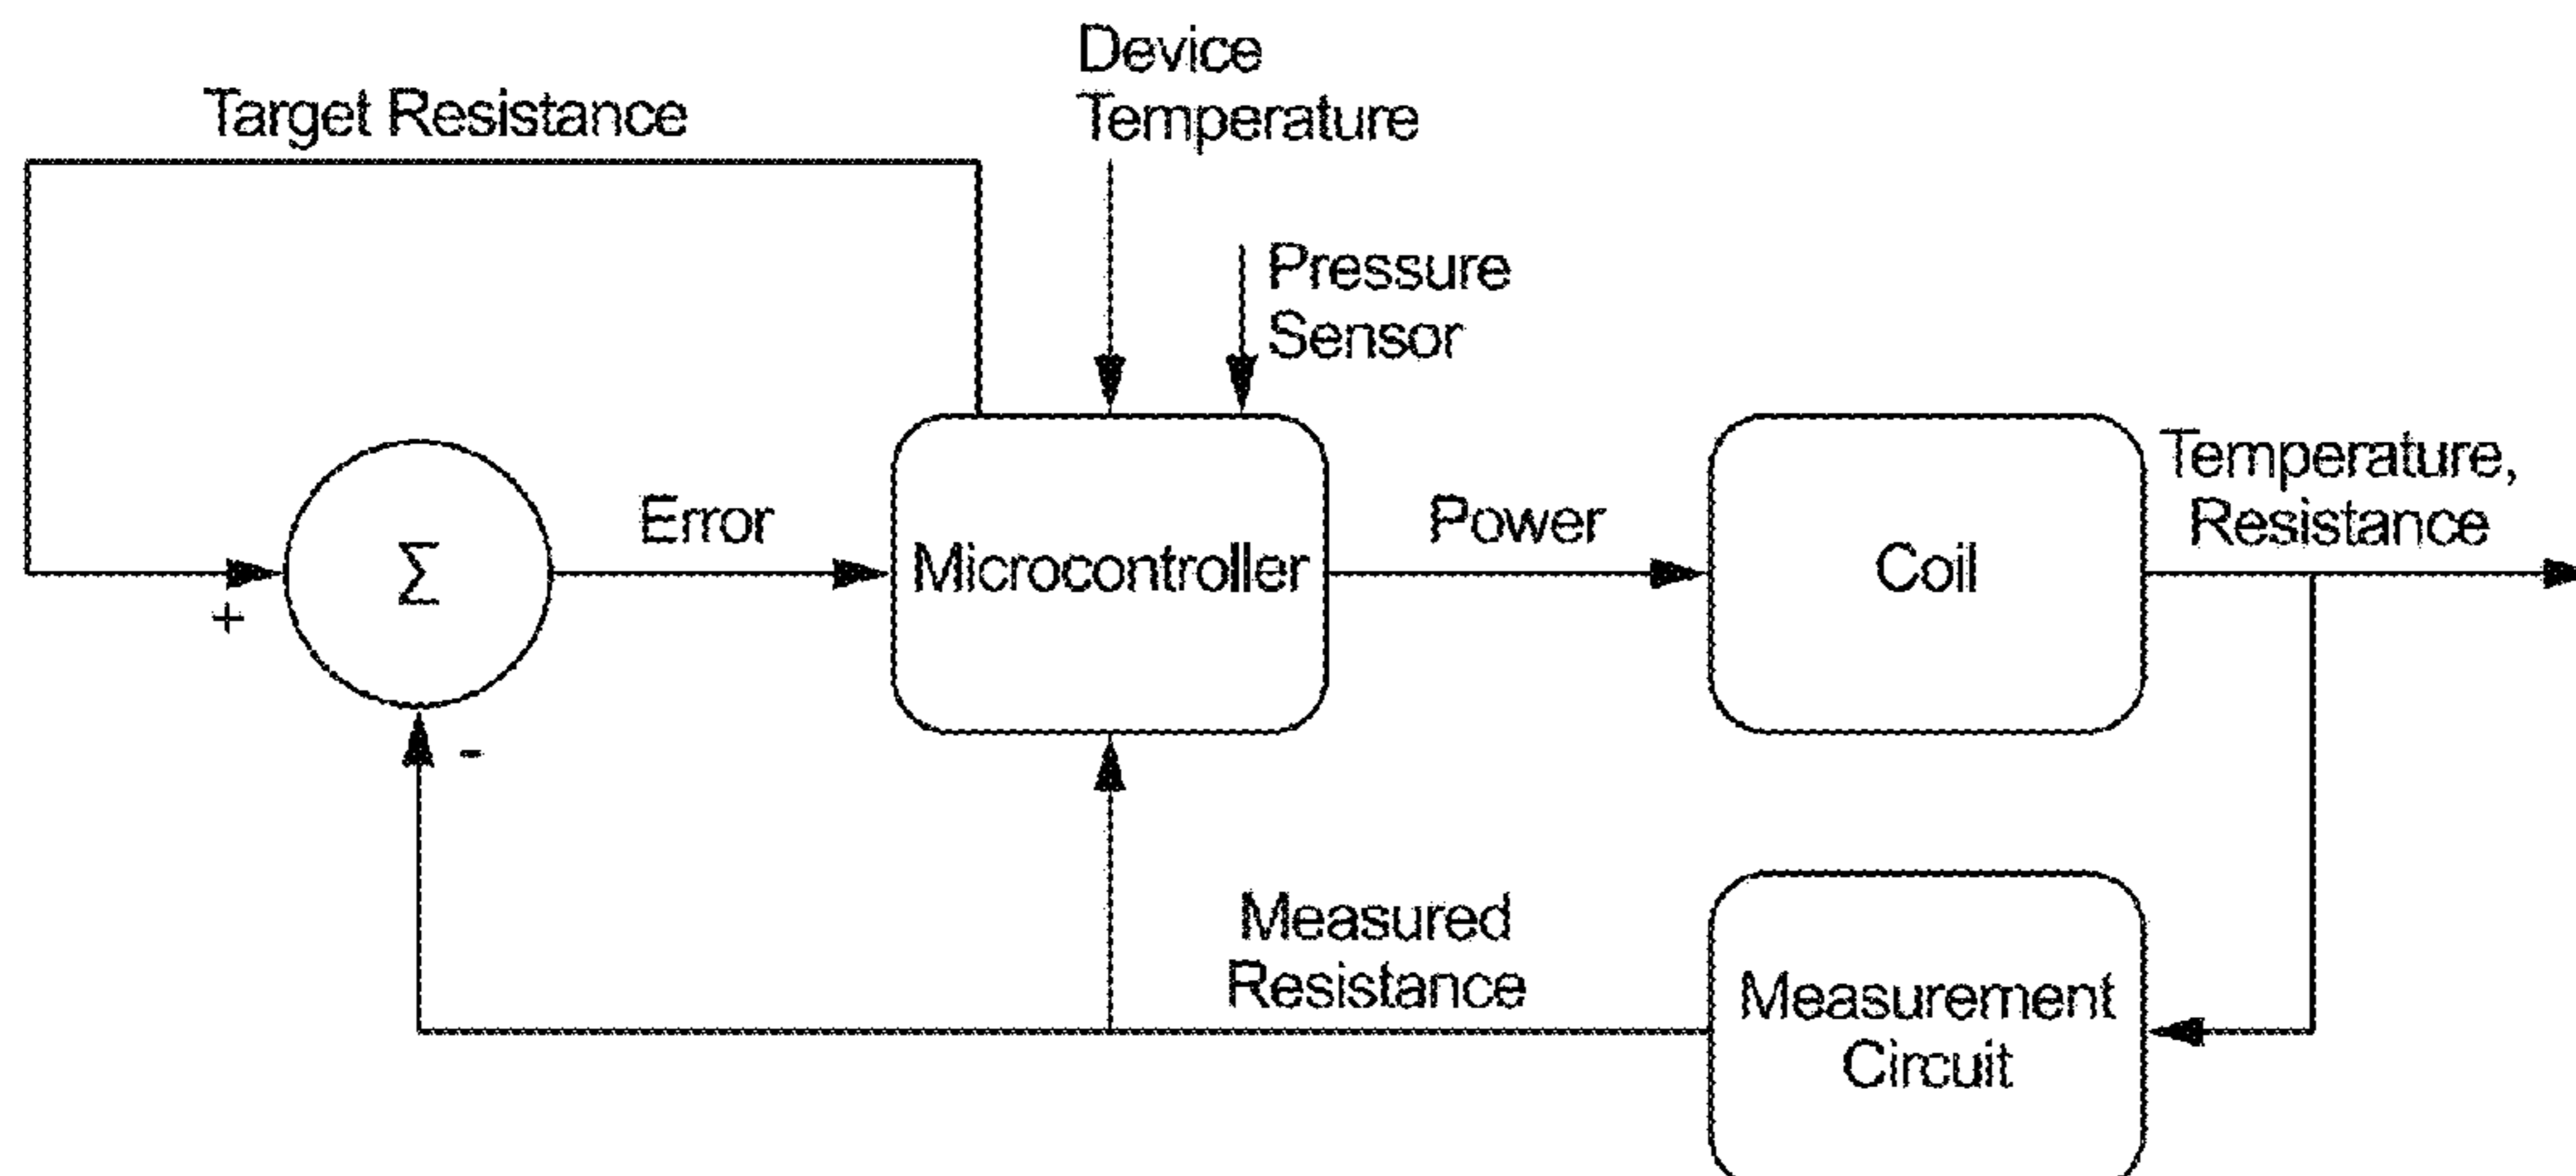 Device
Temperature
Target Resistance
Pressure
Sensor
Temperature,
Resistance
Error
Power
Σ
Microcontroller
Coil
+
-
Measured
Resistance
Measurement
Circuit